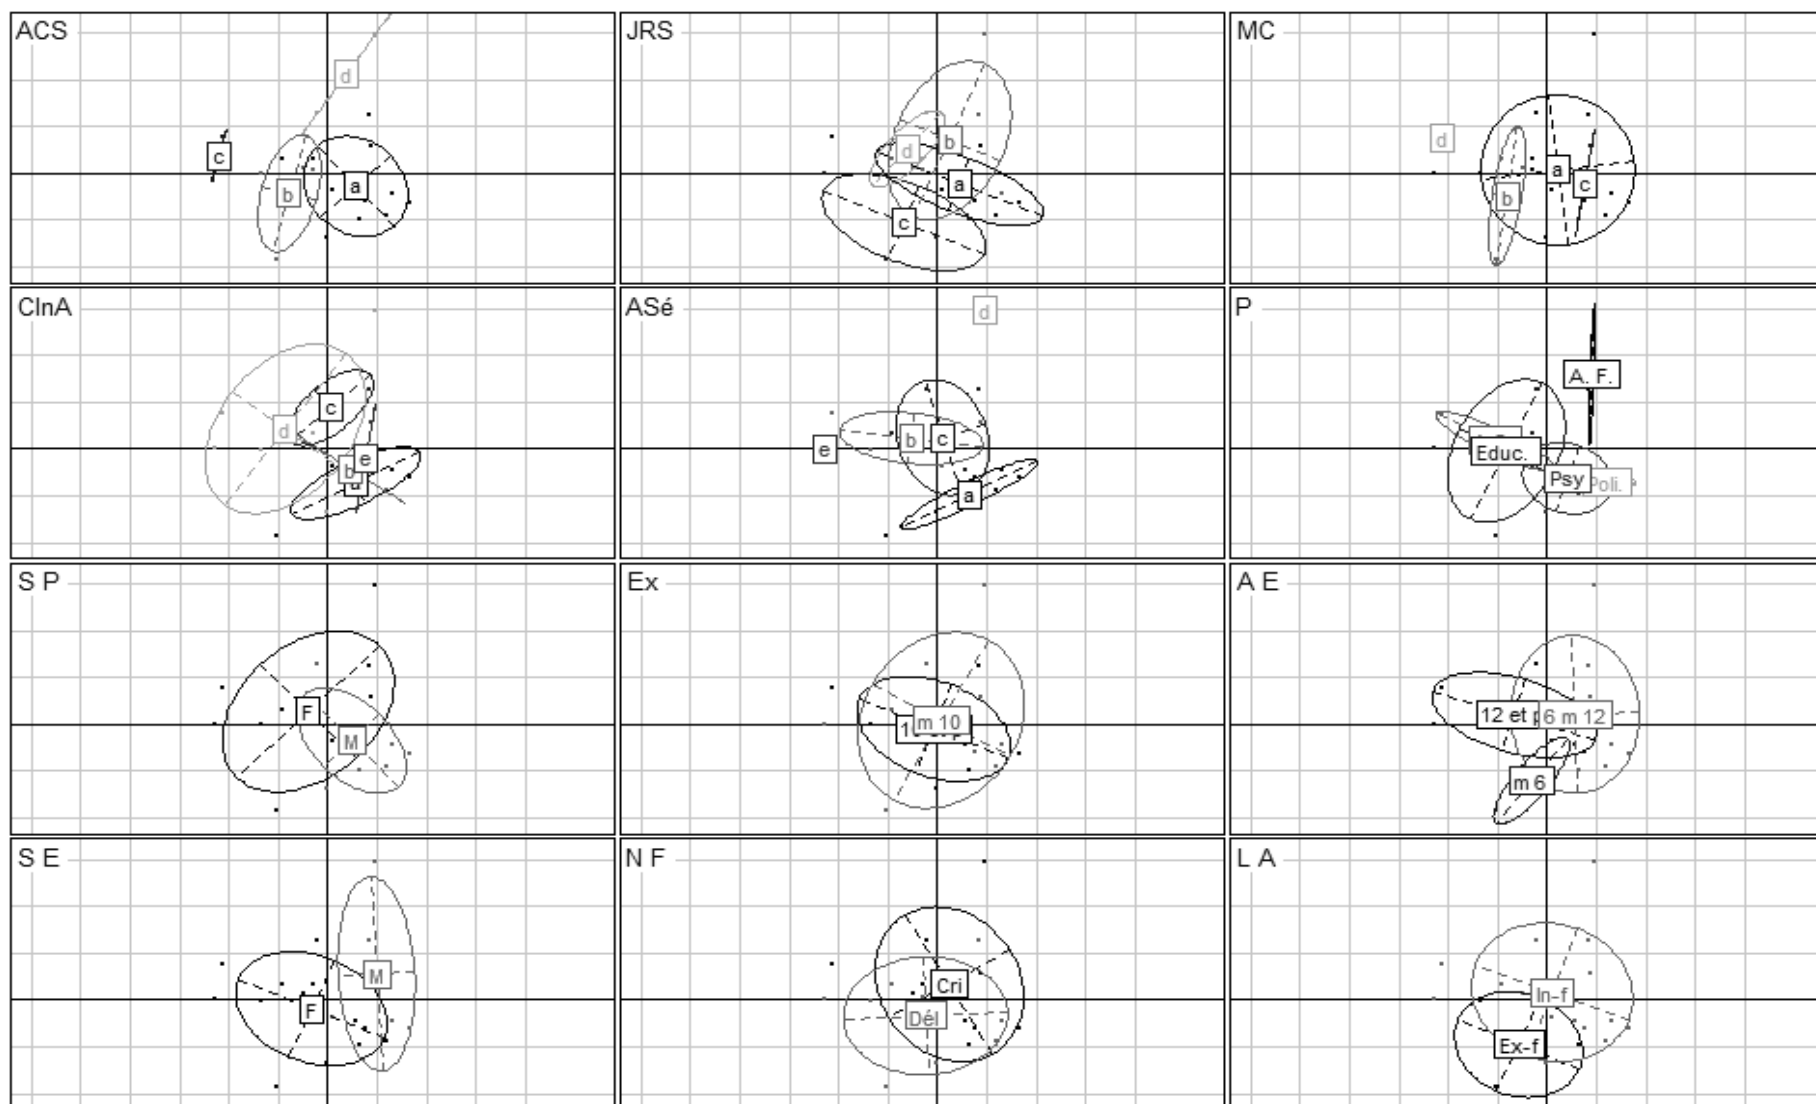 ACS
d
c
b
a
JRS
b
d
a
c
MC
d
a
c
b
ClnA
c
d
e
b
ASé
d
b
c
e
a
P
A. F.
Educ.
Psy
Poli.
S P
F
M
Ex
m 10
A E
12 et
6 m 12
m 6
S E
M
F
N F
Cri
Dél
L A
In-f
Ex-f